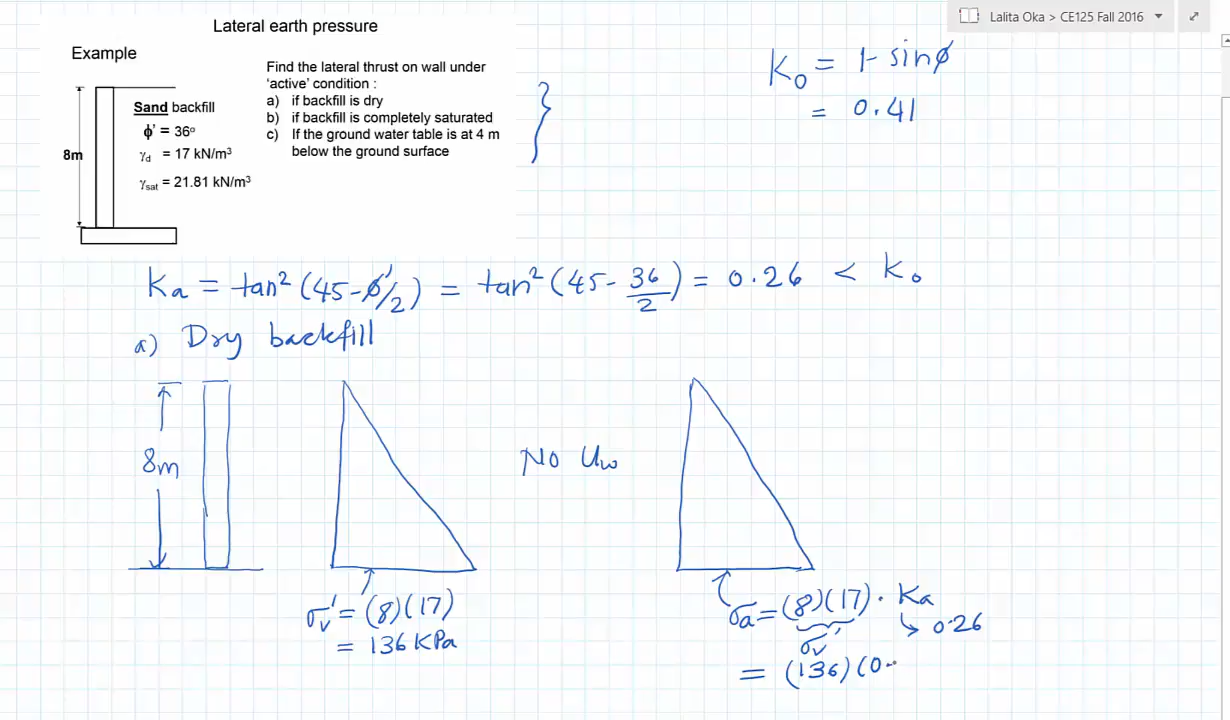 Lalita Oka > CE125 Fall 2016
Lateral earth pressure
Example
Find the lateral thrust on wall under
'active' condition :
a) if backfill is dry
b) if backfill is completely saturated
c) If the ground water table is at 4 m
below the ground surface
Sand backfill
ϕ' = 36º
γd = 17 kN/m³
γsat = 21.81 kN/m³
8m
K₀ = 1 - sinϕ
= 0.41
Ka = tan² (45-ϕ'/2) = tan² (45 - 36/2) = 0.26 < K₀
a) Dry backfill
8m
No Uw
σv' = (8)(17)
= 136 KPa
σa = (8)(17) · Ka
↳ 0.26
σv'
= (136)(0.